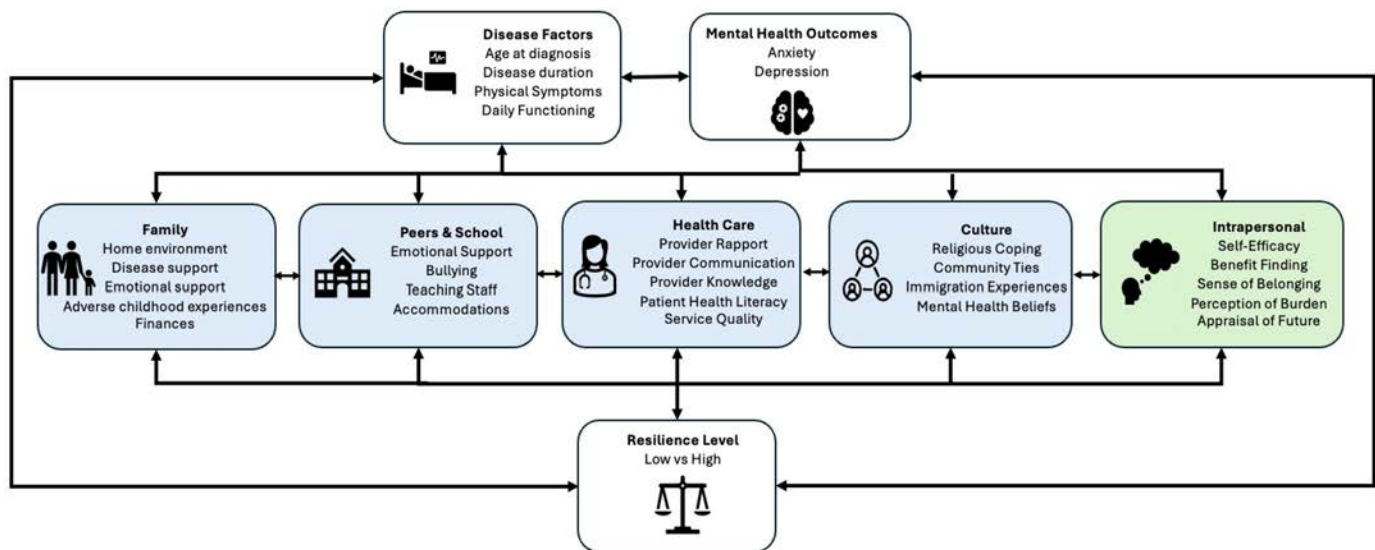 Disease Factors
Age at diagnosis
Disease duration
Physical Symptoms
Daily Functioning
Mental Health Outcomes
Anxiety
Depression
Family
Home environment
Disease support
Emotional support
Adverse childhood experiences
Finances
Peers & School
Emotional Support
Bullying
Teaching Staff
Accommodations
Health Care
Provider Rapport
Provider Communication
Provider Knowledge
Patient Health Literacy
Service Quality
Culture
Religious Coping
Community Ties
Immigration Experiences
Mental Health Beliefs
Intrapersonal
Self-Efficacy
Benefit Finding
Sense of Belonging
Perception of Burden
Appraisal of Future
Resilience Level
Low vs High